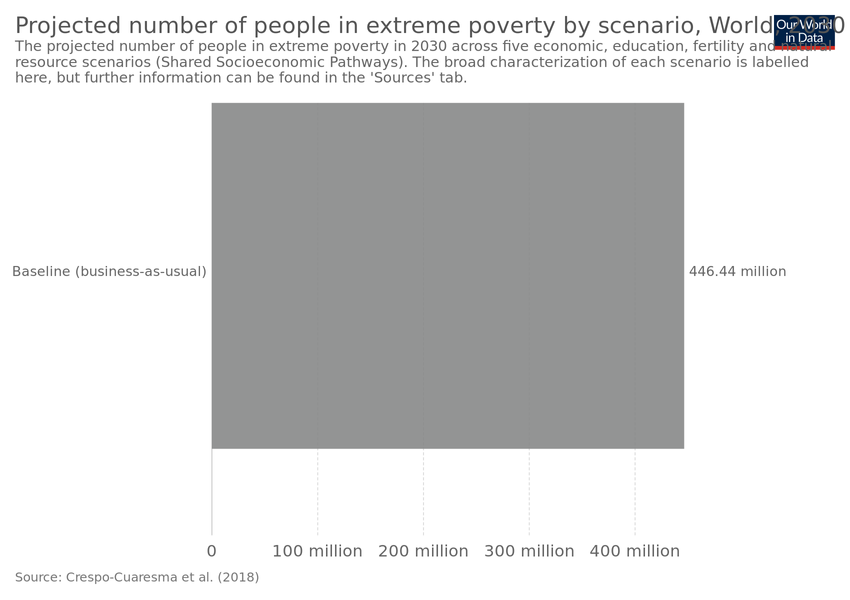 Projected number of people in extreme poverty by scenario, World, 2030
Our World
in Data
The projected number of people in extreme poverty in 2030 across five economic, education, fertility and natural
resource scenarios (Shared Socioeconomic Pathways). The broad characterization of each scenario is labelled
here, but further information can be found in the 'Sources' tab.
Baseline (business-as-usual)
446.44 million
0 100 million 200 million 300 million 400 million
Source: Crespo-Cuaresma et al. (2018)